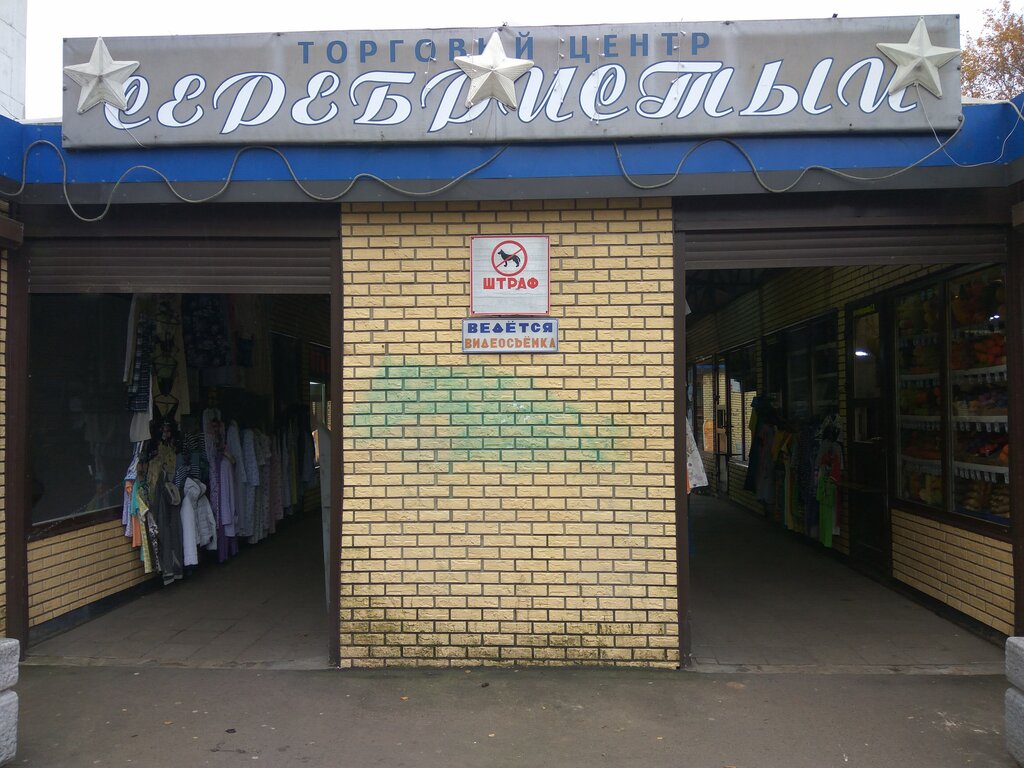 ТОРГОВЫЙ ЦЕНТР
СЕРЕБРИСТЫЙ
ШТРАФ
ВЕДЁТСЯ
ВИДЕОСЪЁМКА